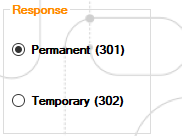 Response
Permanent (301)
Temporary (302)